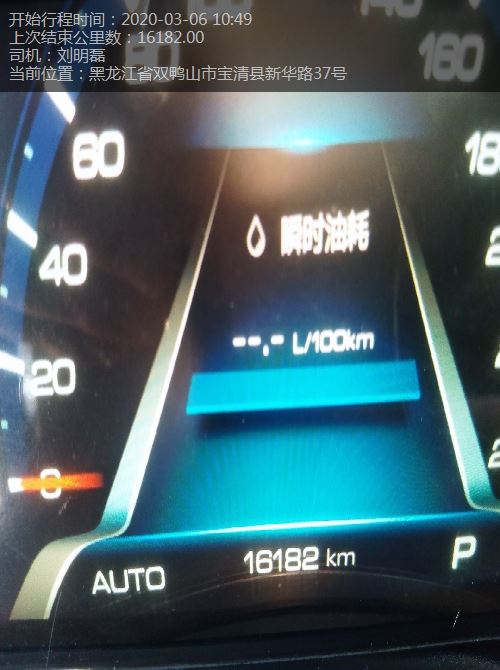 开始行程时间：2020-03-06 10:49
上次结束公里数：16182.00
司机：刘明磊
当前位置：黑龙江省双鸭山市宝清县新华路37号
80
140
160
60
瞬时油耗
40
--.- L/100km
20
0
AUTO
16182 km
P